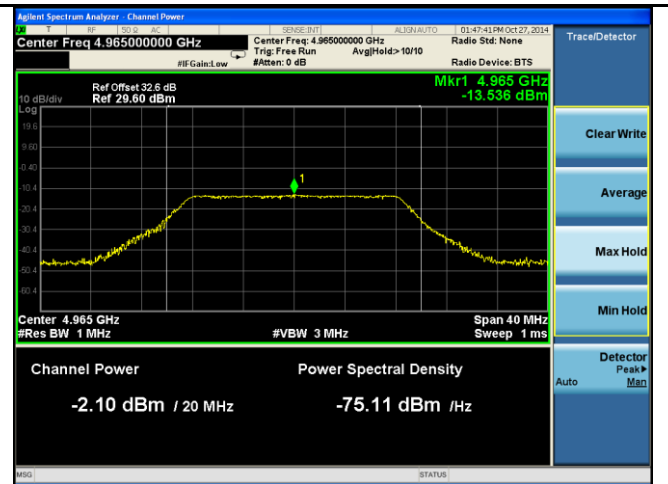 Agilent Spectrum Analyzer - Channel Power
T RF 50 Ω AC SENSE:INT ALIGN AUTO 01:47:41 PM Oct 27, 2014
Center Freq 4.965000000 GHz
Center Freq: 4.965000000 GHz
Radio Std: None
Trig: Free Run Avg|Hold:> 10/10
#IFGain:Low #Atten: 0 dB Radio Device: BTS
Trace/Detector
Ref Offset 32.6 dB
10 dB/div Ref 29.60 dBm
Mkr1 4.965 GHz
-13.536 dBm
Log
19.6
9.60
-0.40
-10.4
-20.4
-30.4
-40.4
-50.4
-60.4
1
Center 4.965 GHz Span 40 MHz
#Res BW 1 MHz #VBW 3 MHz Sweep 1 ms
Channel Power Power Spectral Density
-2.10 dBm / 20 MHz -75.11 dBm /Hz
Clear Write
Average
Max Hold
Min Hold
Detector
Peak▶
Auto Man
MSG STATUS